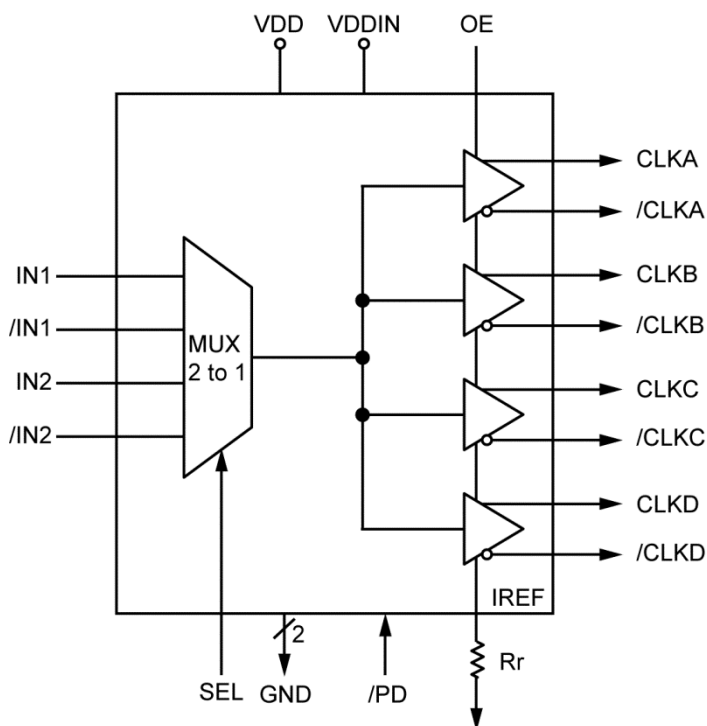 VDD VDDIN OE
CLKA
/CLKA
IN1
CLKB
/IN1
/CLKB
MUX
2 to 1
IN2
CLKC
/IN2
/CLKC
CLKD
/CLKD
IREF
2
Rr
SEL GND /PD